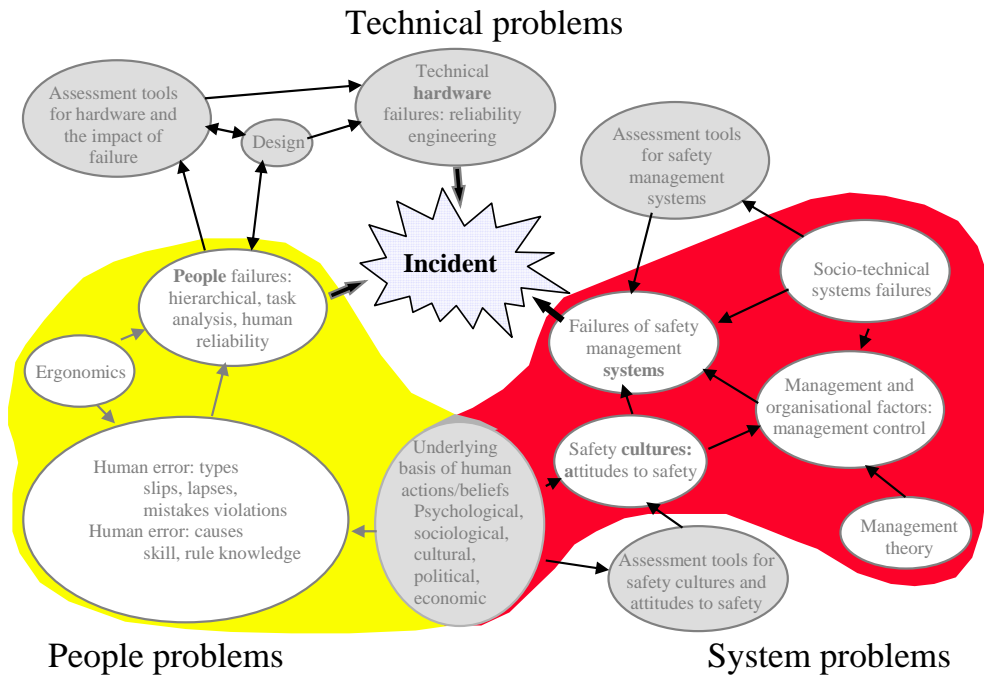 Technical problems
Assessment tools
for hardware and
the impact of
failure
Design
Technical
hardware
failures: reliability
engineering
Assessment tools
for safety
management
systems
Incident
People failures:
hierarchical, task
analysis, human
reliability
Ergonomics
Human error: types
slips, lapses,
mistakes violations
Human error: causes
skill, rule knowledge
Underlying
basis of human
actions/beliefs
Psychological,
sociological,
cultural,
political,
economic
Failures of safety
management
systems
Socio-technical
systems failures
Management and
organisational factors:
management control
Safety cultures:
attitudes to safety
Management
theory
Assessment tools for
safety cultures and
attitudes to safety
People problems
System problems